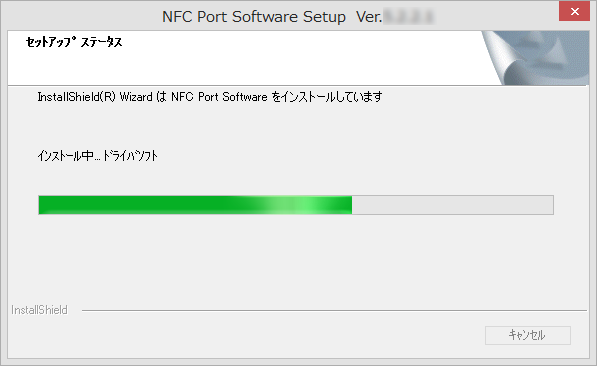 NFC Port Software Setup Ver.
セットアップ ステータス
InstallShield(R) Wizard は NFC Port Software をインストールしています
インストール中... ドライバソフト
InstallShield
キャンセル